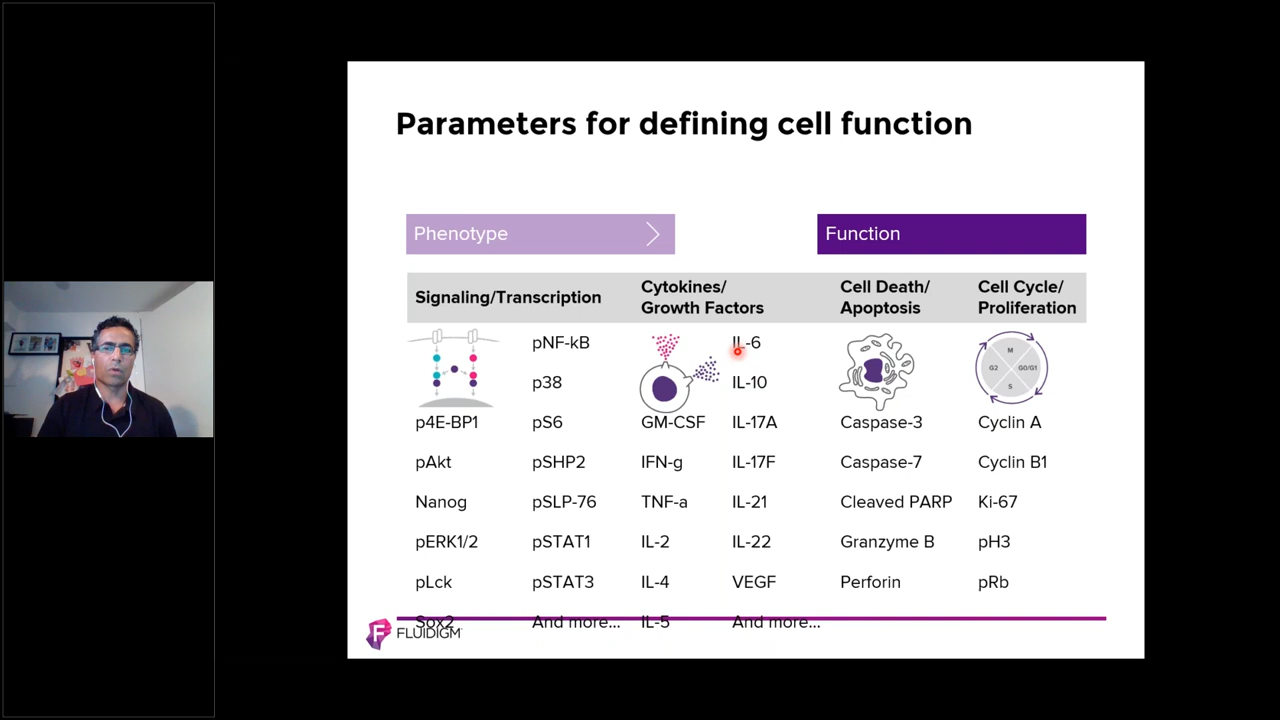 Parameters for defining cell function
Phenotype
Function
Signaling/Transcription
Cytokines/
Growth Factors
Cell Death/
Apoptosis
Cell Cycle/
Proliferation
pNF-kB
IL-6
M
G2
G0/G1
S
p38
IL-10
p4E-BP1
pS6
GM-CSF
IL-17A
Caspase-3
Cyclin A
pAkt
pSHP2
IFN-g
IL-17F
Caspase-7
Cyclin B1
Nanog
pSLP-76
TNF-a
IL-21
Cleaved PARP
Ki-67
pERK1/2
pSTAT1
IL-2
IL-22
Granzyme B
pH3
pLck
pSTAT3
IL-4
VEGF
Perforin
pRb
Sox2
And more...
IL-5
And more...
FLUIDIGM